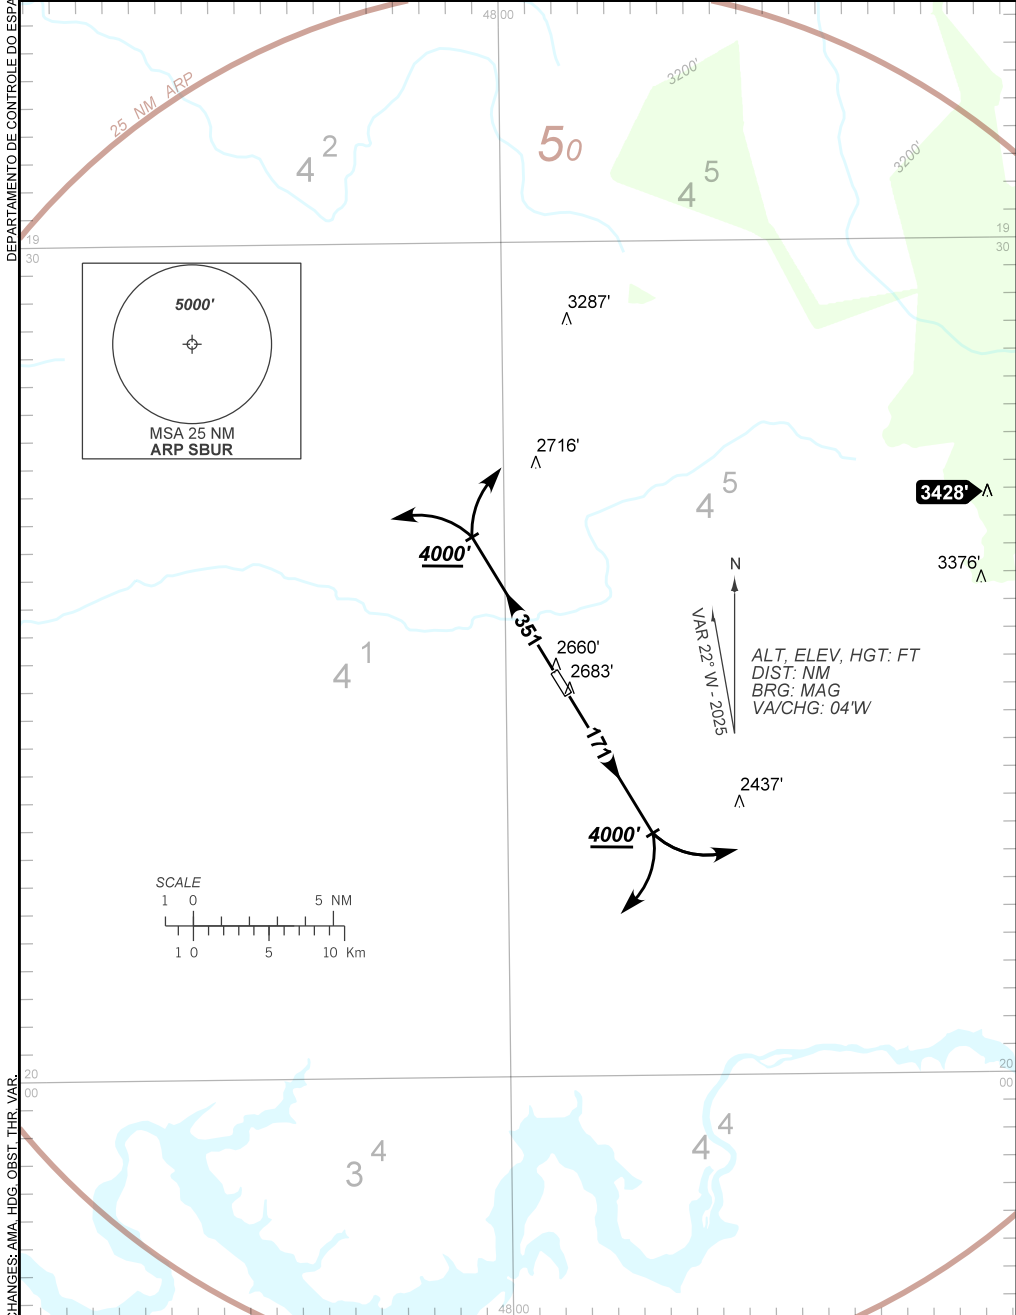 DEPARTAMENTO DE CONTROLE DO ESPA
48 00
25 NM ARP
3200'
50
4 2
4 5
3200'
19
30
19
30
5000'
MSA 25 NM
ARP SBUR
3287'
2716'
4 5
3428'
4000'
3376'
N
351
VAR 22° W - 2025
2660'
4 1
2683'
ALT, ELEV, HGT: FT
DIST: NM
BRG: MAG
VA/CHG: 04'W
171
2437'
4000'
SCALE
1 0 5 NM
1 0 5 10 Km
20
00
20
00
4 4
3 4
CHANGES: AMA, HDG, OBST, THR, VAR.
48 00